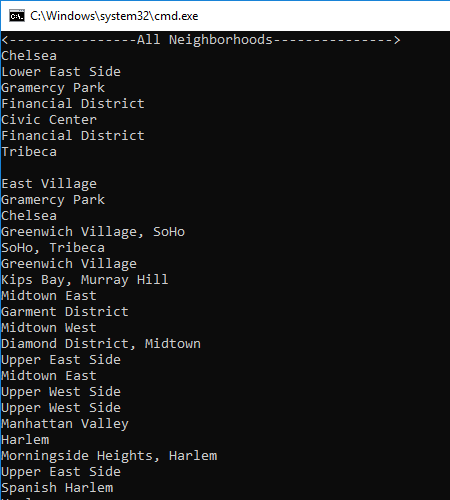 C:\Windows\system32\cmd.exe
<----------------All Neighborhoods--------------->
Chelsea
Lower East Side
Gramercy Park
Financial District
Civic Center
Financial District
Tribeca

East Village
Gramercy Park
Chelsea
Greenwich Village, SoHo
SoHo, Tribeca
Greenwich Village
Kips Bay, Murray Hill
Midtown East
Garment District
Midtown West
Diamond District, Midtown
Upper East Side
Midtown East
Upper West Side
Upper West Side
Manhattan Valley
Harlem
Morningside Heights, Harlem
Upper East Side
Spanish Harlem